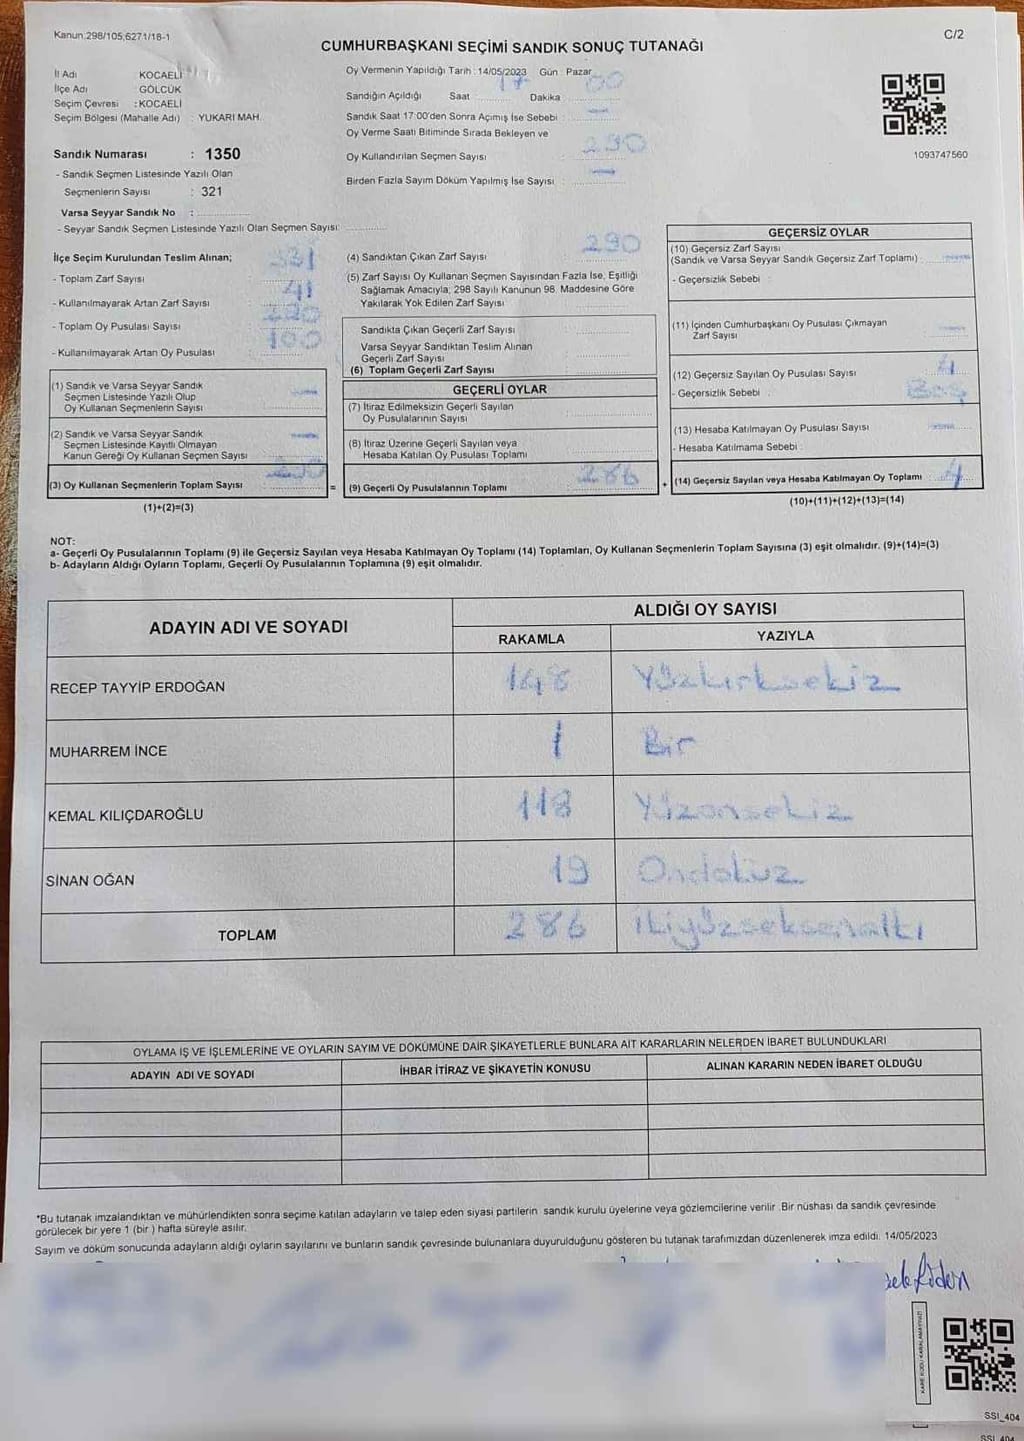 Kanun.298/105,6271/18-1
C/2
CUMHURBAŞKANI SEÇİMİ SANDIK SONUÇ TUTANAĞI
İl Adı : KOCAELİ
İlçe Adı : GÖLCÜK
Seçim Çevresi : KOCAELİ
Seçim Bölgesi (Mahalle Adı) : YUKARI MAH.
Sandık Numarası : 1350
- Sandık Seçmen Listesinde Yazılı Olan
Seçmenlerin Sayısı : 321
Varsa Seyyar Sandık No :
- Seyyar Sandık Seçmen Listesinde Yazılı Olan Seçmen Sayısı:
Oy Vermenin Yapıldığı Tarih : 14/05/2023 Gün : Pazar
Sandığın Açıldığı Saat 17 Dakika 00
Sandık Saat 17:00'den Sonra Açımış İse Sebebi : —
Oy Verme Saati Bitiminde Sırada Bekleyen ve
Oy Kullandırılan Seçmen Sayısı : 290
Birden Fazla Sayım Döküm Yapılmış İse Sayısı : —
1093747560
İlçe Seçim Kurulundan Teslim Alınan;
- Toplam Zarf Sayısı : 331
- Kullanılmayarak Artan Zarf Sayısı : 41
- Toplam Oy Pusulası Sayısı
- Kullanılmayarak Artan Oy Pusulası : 100
(1) Sandık ve Varsa Seyyar Sandık
Seçmen Listesinde Yazılı Olup
Oy Kullanan Seçmenlerin Sayısı : —
(2) Sandık ve Varsa Seyyar Sandık
Seçmen Listesinde Kayıtlı Olmayan
Kanun Gereği Oy Kullanan Seçmen Sayısı : —
(3) Oy Kullanan Seçmenlerin Toplam Sayısı : 290 =
(1)+(2)=(3)
(4) Sandıktan Çıkan Zarf Sayısı : 290
(5) Zarf Sayısı Oy Kullanan Seçmen Sayısından Fazla İse, Eşitliği
Sağlamak Amacıyla; 298 Sayılı Kanunun 98. Maddesine Göre
Yakılarak Yok Edilen Zarf Sayısı :
Sandıkta Çıkan Geçerli Zarf Sayısı :
Varsa Seyyar Sandıktan Teslim Alınan
Geçerli Zarf Sayısı :
(6) Toplam Geçerli Zarf Sayısı :
GEÇERLİ OYLAR
(7) İtiraz Edilmeksizin Geçerli Sayılan
Oy Pusulalarının Sayısı :
(8) İtiraz Üzerine Geçerli Sayılan veya
Hesaba Katılan Oy Pusulası Toplamı :
(9) Geçerli Oy Pusulalarının Toplamı : 286 +
GEÇERSİZ OYLAR
(10) Geçersiz Zarf Sayısı
(Sandık ve Varsa Seyyar Sandık Geçersiz Zarf Toplamı) : —
- Geçersizlik Sebebi :
(11) İçinden Cumhurbaşkanı Oy Pusulası Çıkmayan
Zarf Sayısı : —
(12) Geçersiz Sayılan Oy Pusulası Sayısı : 4
- Geçersizlik Sebebi : Boş
(13) Hesaba Katılmayan Oy Pusulası Sayısı : —
- Hesaba Katılmama Sebebi :
(14) Geçersiz Sayılan veya Hesaba Katılmayan Oy Toplamı : 4
(10)+(11)+(12)+(13)=(14)
NOT:
a- Geçerli Oy Pusulalarının Toplamı (9) ile Geçersiz Sayılan veya Hesaba Katılmayan Oy Toplamı (14) Toplamları, Oy Kullanan Seçmenlerin Toplam Sayısına (3) eşit olmalıdır. (9)+(14)=(3)
b- Adayların Aldığı Oyların Toplamı, Geçerli Oy Pusulalarının Toplamına (9) eşit olmalıdır.
ADAYIN ADI VE SOYADI
ALDIĞI OY SAYISI
RAKAMLA YAZIYLA
RECEP TAYYİP ERDOĞAN 148 Yüzkırksekiz
MUHARREM İNCE 1 Bir
KEMAL KILIÇDAROĞLU 118 Yüzonsekiz
SİNAN OĞAN 19 Ondokuz
TOPLAM 286 ikiyüzseksenaltı
OYLAMA İŞ VE İŞLEMLERİNE VE OYLARIN SAYIM VE DÖKÜMÜNE DAİR ŞİKAYETLERLE BUNLARA AİT KARARLARIN NELERDEN İBARET BULUNDUKLARI
ADAYIN ADI VE SOYADI İHBAR İTİRAZ VE ŞİKAYETİN KONUSU ALINAN KARARIN NEDEN İBARET OLDUĞU
*Bu tutanak imzalandıktan ve mühürlendikten sonra seçime katılan adayların ve talep eden siyasi partilerin sandık kurulu üyelerine veya gözlemcilerine verilir .Bir nüshası da sandık çevresinde
görülecek bir yere 1 (bir ) hafta süreyle asılır.
Sayım ve döküm sonucunda adayların aldığı oyların sayılarını ve bunların sandık çevresinde bulunanlara duyurulduğunu gösteren bu tutanak tarafımızdan düzenlenerek imza edildi. 14/05/2023
KARE KODU KARALAMAYINIZ!
SSI_404
SSI_404